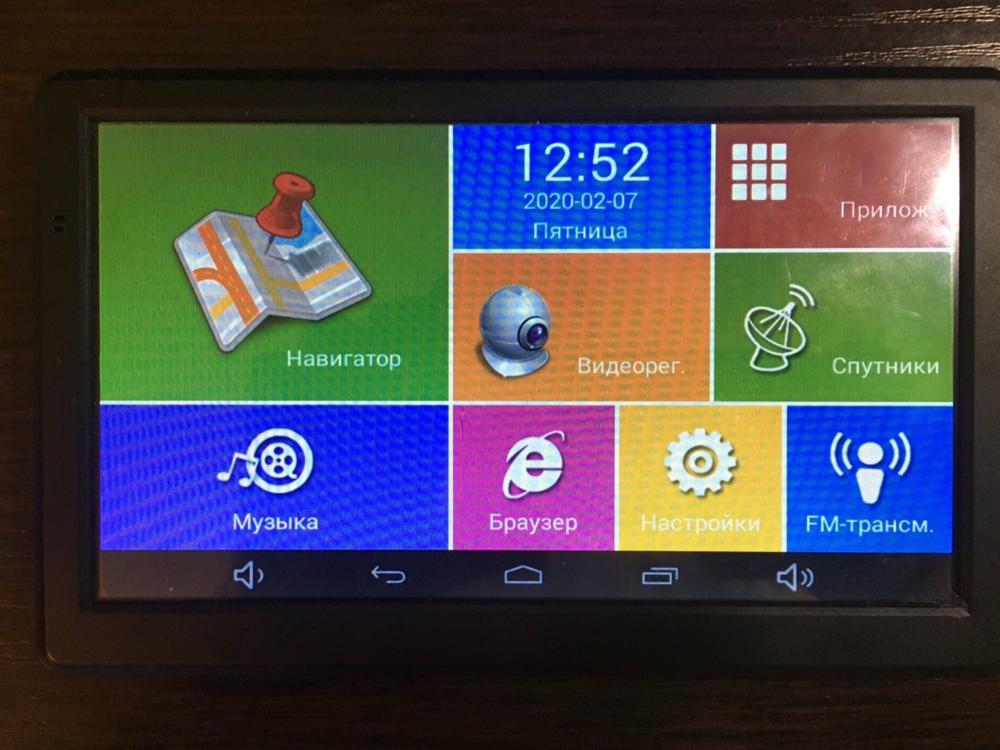 12:52
2020-02-07
Пятница
Прилож
Навигатор
Видеорег.
Спутники
Музыка
Браузер
Настройки
FM-трансм.